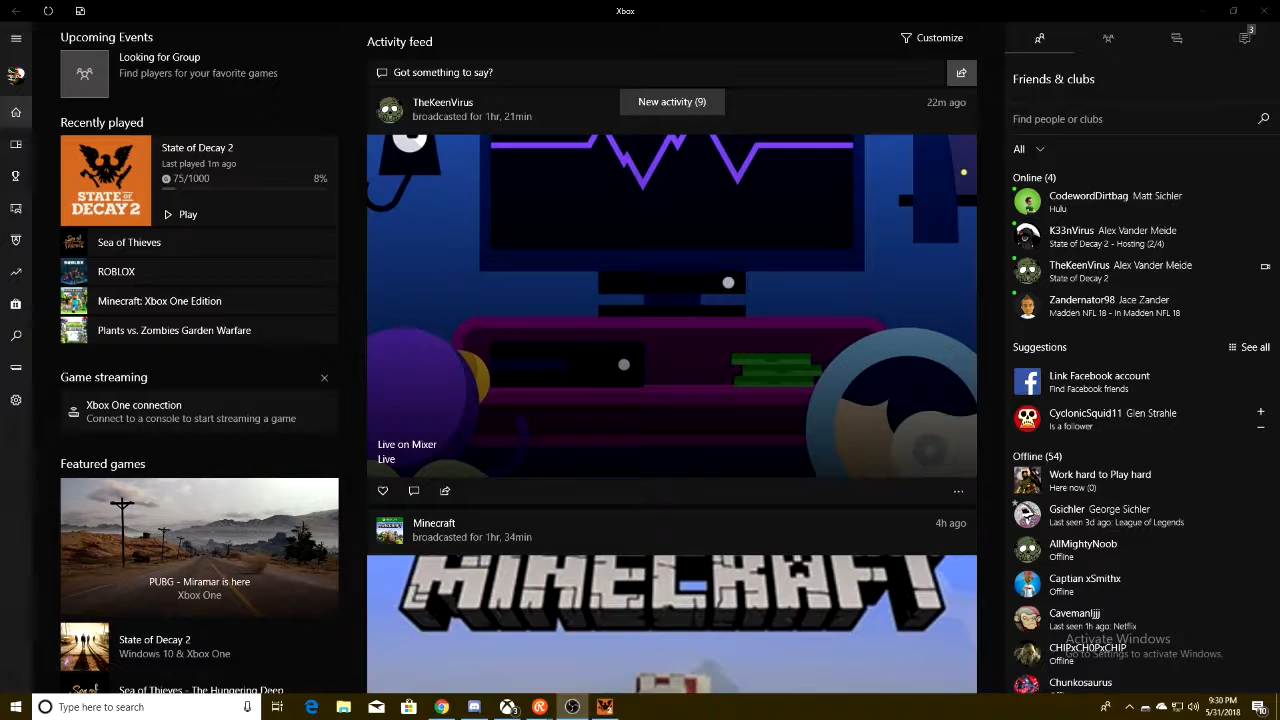 Xbox
Upcoming Events
Looking for Group
Find players for your favorite games
Recently played
STATE OF DECAY 2
State of Decay 2
Last played 1m ago
75/1000
8%
Play
Sea of Thieves
ROBLOX
Minecraft: Xbox One Edition
Plants vs. Zombies Garden Warfare
Game streaming
Xbox One connection
Connect to a console to start streaming a game
Featured games
PUBG - Miramar is here
Xbox One
State of Decay 2
Windows 10 & Xbox One
Sea of Thieves - The Hungering Deep
Activity feed
Customize
Got something to say?
TheKeenVirus
broadcasted for 1hr, 21min
New activity (9)
22m ago
Live on Mixer
Live
Minecraft
broadcasted for 1hr, 34min
4h ago
MINECRAFT
3
Friends & clubs
Find people or clubs
All
Online (4)
CodewordDirtbag Matt Sichler
Hulu
K33nVirus Alex Vander Meide
State of Decay 2 - Hosting (2/4)
TheKeenVirus Alex Vander Meide
State of Decay 2
Zandernator98 Jace Zander
Madden NFL 18 - In Madden NFL 18
Suggestions
See all
Link Facebook account
Find Facebook friends
CyclonicSquid11 Glen Strahle
Is a follower
Offline (54)
Work hard to Play hard
Here now (0)
Gsichler George Sichler
Last seen 3d ago: League of Legends
AllMightyNoob
Offline
Captian xSmithx
Offline
Cavemanljjj
Last seen 1h ago: Netflix
CHIPxCH0PxCHIP
Offline
Chunkosaurus
Activate Windows
Go to Settings to activate Windows.
Type here to search
9:30 PM
5/31/2018
10